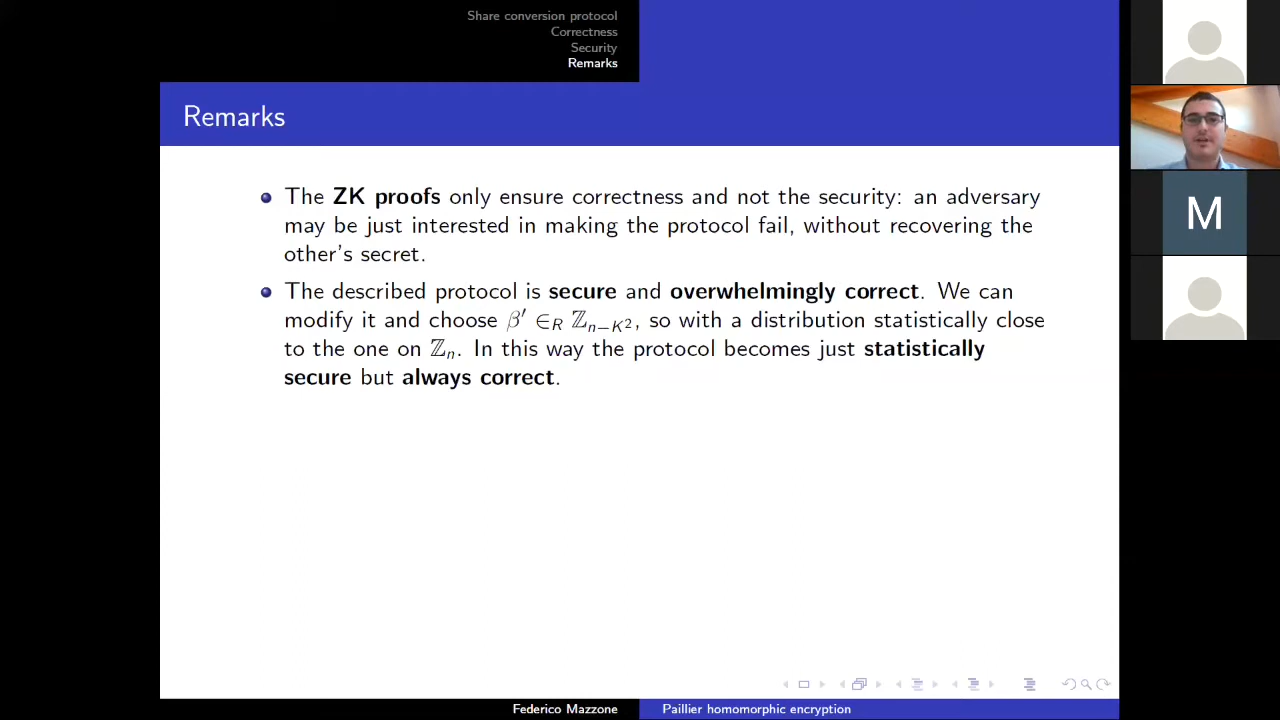 Share conversion protocol
Correctness
Security
Remarks
Remarks
The ZK proofs only ensure correctness and not the security: an adversary
may be just interested in making the protocol fail, without recovering the
other's secret.
The described protocol is secure and overwhelmingly correct. We can
modify it and choose β′ ∈R ℤn−K², so with a distribution statistically close
to the one on ℤn. In this way the protocol becomes just statistically
secure but always correct.
M
Federico Mazzone
Paillier homomorphic encryption